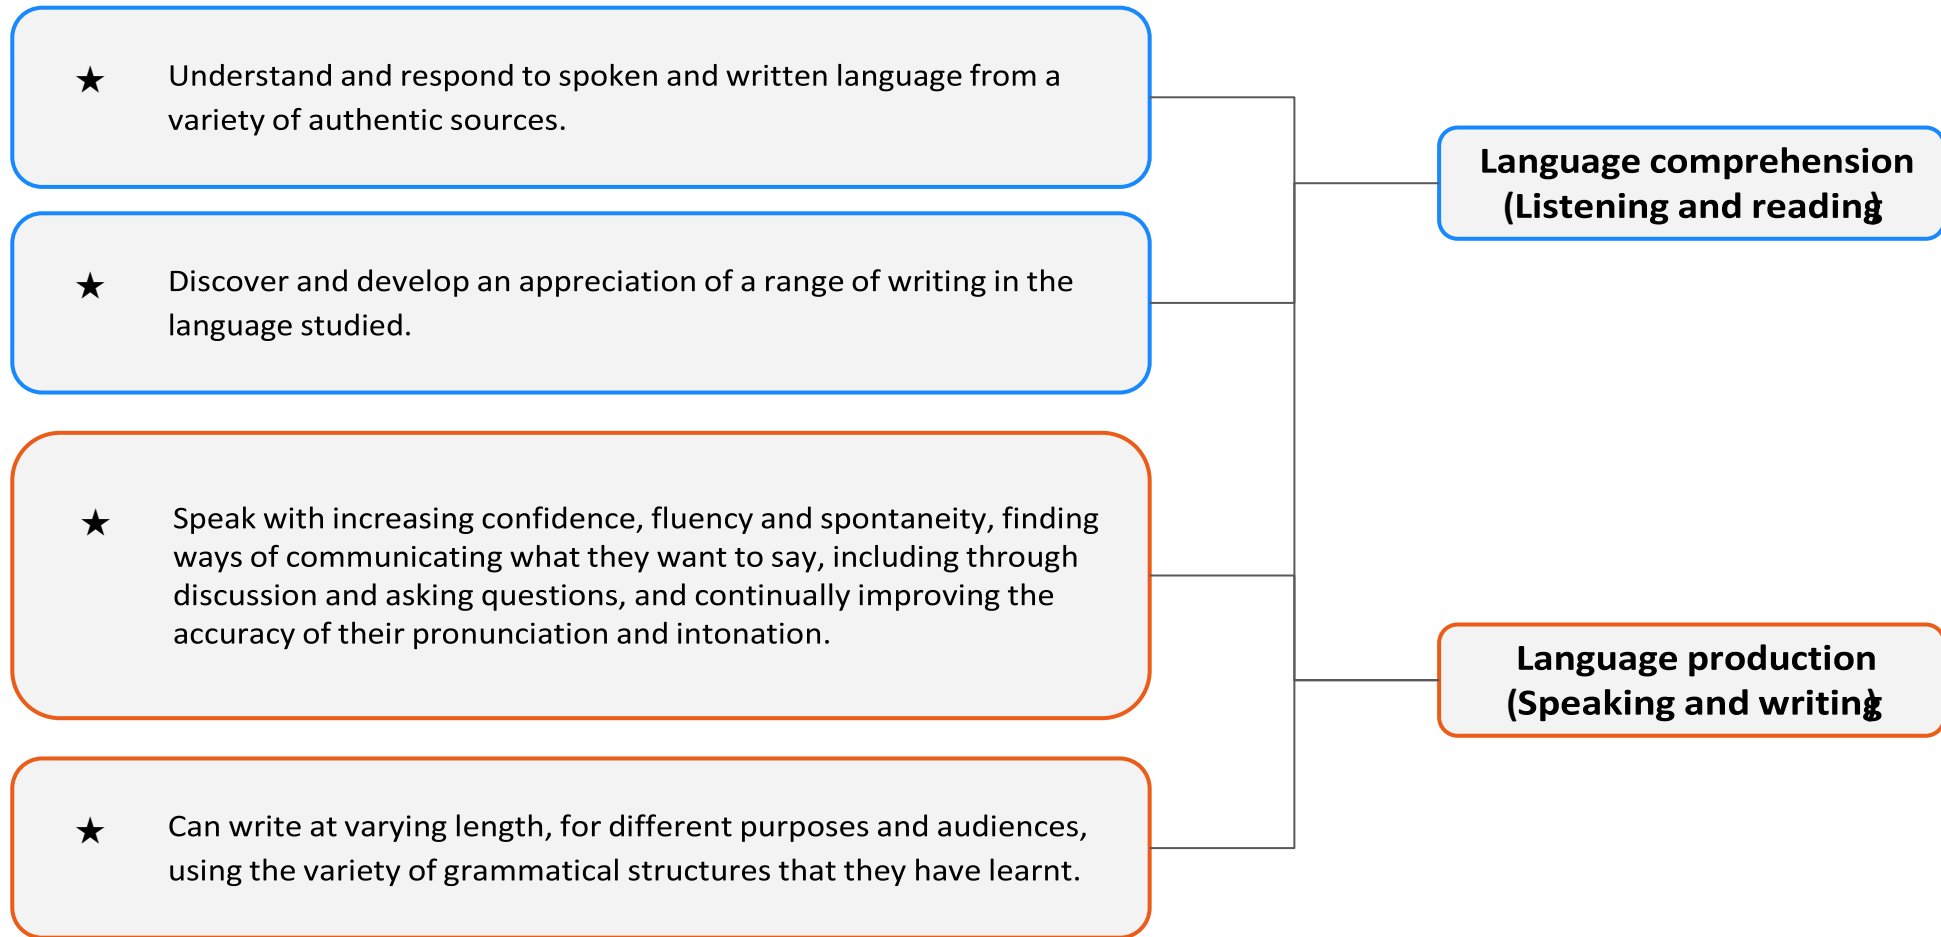 ★ Understand and respond to spoken and written language from a
variety of authentic sources.
★ Discover and develop an appreciation of a range of writing in the
language studied.
★ Speak with increasing confidence, fluency and spontaneity, finding
ways of communicating what they want to say, including through
discussion and asking questions, and continually improving the
accuracy of their pronunciation and intonation.
★ Can write at varying length, for different purposes and audiences,
using the variety of grammatical structures that they have learnt.
Language comprehension
(Listening and reading)
Language production
(Speaking and writing)